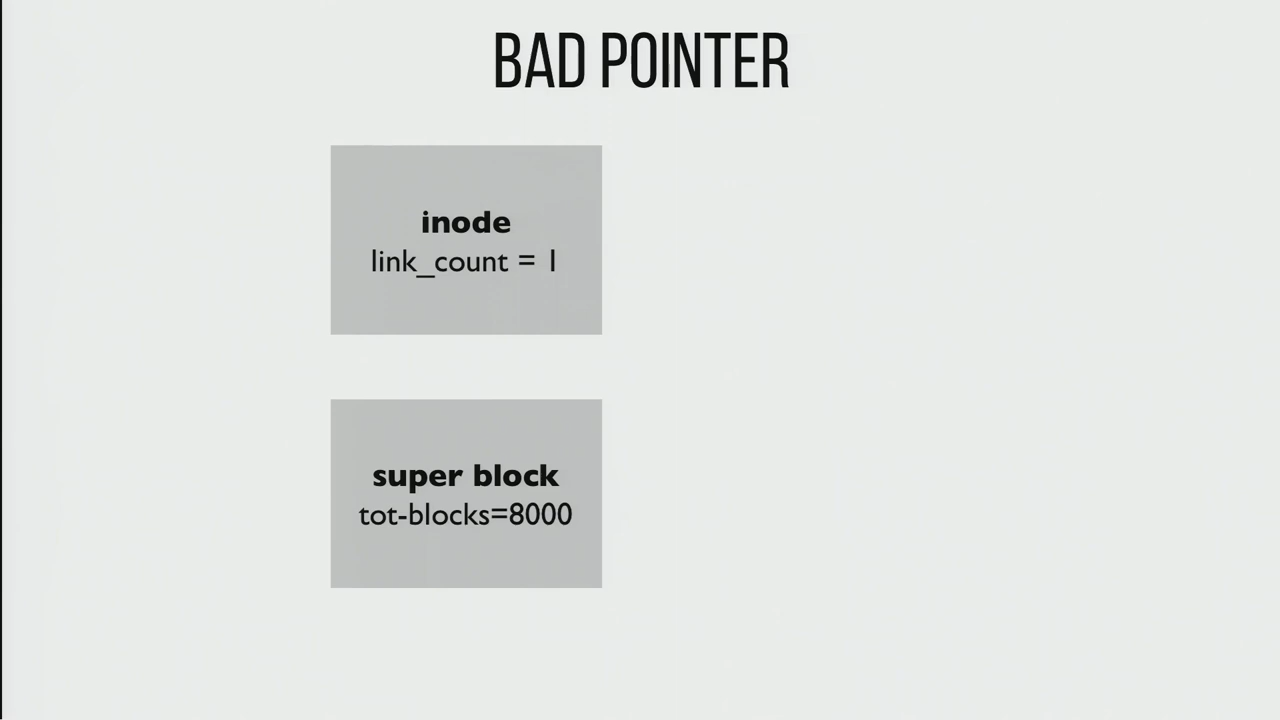 BAD POINTER
inode
link_count = 1
super block
tot-blocks=8000